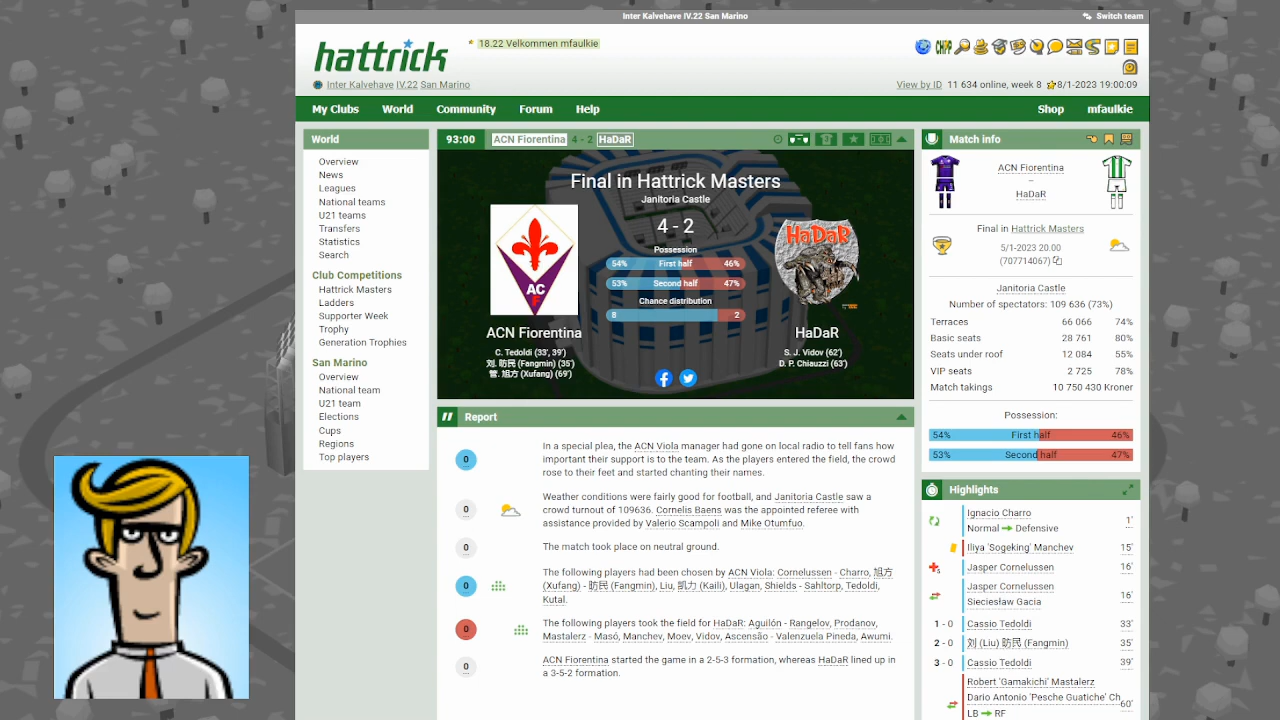 Inter Kalvehave IV.22 San Marino
Switch team
hattrick
18.22 Velkommen mfaulkie
CHPP
Inter Kalvehave IV.22 San Marino
View by ID 11 634 online, week 8 8/1-2023 19:00:09
My Clubs World Community Forum Help Shop mfaulkie
World
Overview
News
Leagues
National teams
U21 teams
Transfers
Statistics
Search
Club Competitions
Hattrick Masters
Ladders
Supporter Week
Trophy
Generation Trophies
San Marino
Overview
National team
U21 team
Elections
Cups
Regions
Top players
93:00 ACN Fiorentina 4 - 2 HaDaR
Final in Hattrick Masters
Janitoria Castle
4 - 2
Possession
54% First half 46%
53% Second half 47%
Chance distribution
8 2
AC
F
HaDaR
ACN Fiorentina
C. Tedoldi (33', 39')
刘. 昉民 (Fangmin) (35')
管. 旭方 (Xufang) (69')
HaDaR
S. J. Vidov (62')
D. P. Chiauzzi (63')
Report
0 In a special plea, the ACN Viola manager had gone on local radio to tell fans how
important their support is to the team. As the players entered the field, the crowd
rose to their feet and started chanting their names.
0 Weather conditions were fairly good for football, and Janitoria Castle saw a
crowd turnout of 109636. Cornelis Baens was the appointed referee with
assistance provided by Valerio Scampoli and Mike Otumfuo.
0 The match took place on neutral ground.
0 The following players had been chosen by ACN Viola: Cornelussen - Charro, 旭方
(Xufang) - 昉民 (Fangmin), Liu, 凯力 (Kaili), Ulagan, Shields - Sahltorp, Tedoldi,
Kutal.
0 The following players took the field for HaDaR: Aguilón - Rangelov, Prodanov,
Mastalerz - Masó, Manchev, Moev, Vidov, Ascensão - Valenzuela Pineda, Awumi.
0 ACN Fiorentina started the game in a 2-5-3 formation, whereas HaDaR lined up in
a 3-5-2 formation.
Match info
ACN Fiorentina
–
HaDaR
Final in Hattrick Masters
5/1-2023 20.00
(707714067)
Janitoria Castle
Number of spectators: 109 636 (73%)
Terraces 66 066 74%
Basic seats 28 761 80%
Seats under roof 12 084 55%
VIP seats 2 725 78%
Match takings 10 750 430 Kroner
Possession:
54% First half 46%
53% Second half 47%
Highlights
Ignacio Charro
Normal Defensive 1'
Iliya 'Sogeking' Manchev 15'
Jasper Cornelussen 16'
Jasper Cornelussen
Sieciesław Gacia 16'
1 - 0 Cassio Tedoldi 33'
2 - 0 刘 (Liu) 昉民 (Fangmin) 35'
3 - 0 Cassio Tedoldi 39'
Robert 'Gamakichi' Mastalerz
Dario Antonio 'Pesche Guatiche' Ch 60'
LB RF